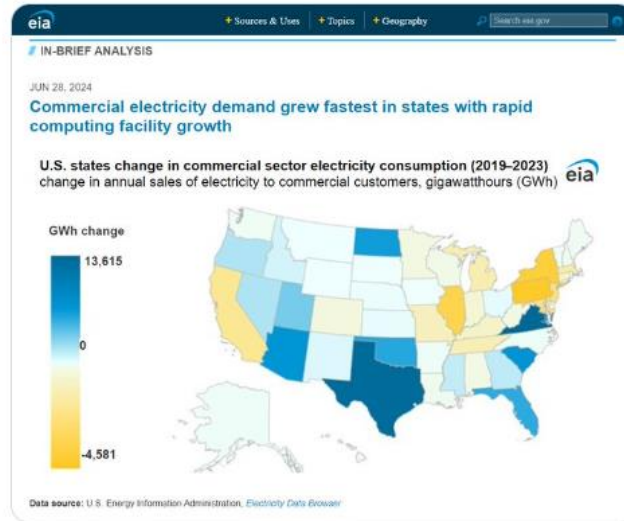 eia
+ Sources & Uses + Topics + Geography Search eia.gov
// IN-BRIEF ANALYSIS
JUN 28, 2024
Commercial electricity demand grew fastest in states with rapid
computing facility growth
U.S. states change in commercial sector electricity consumption (2019–2023)
change in annual sales of electricity to commercial customers, gigawatthours (GWh)
eia
GWh change
13,615
0
-4,581
Data source: U.S. Energy Information Administration, Electricity Data Browser